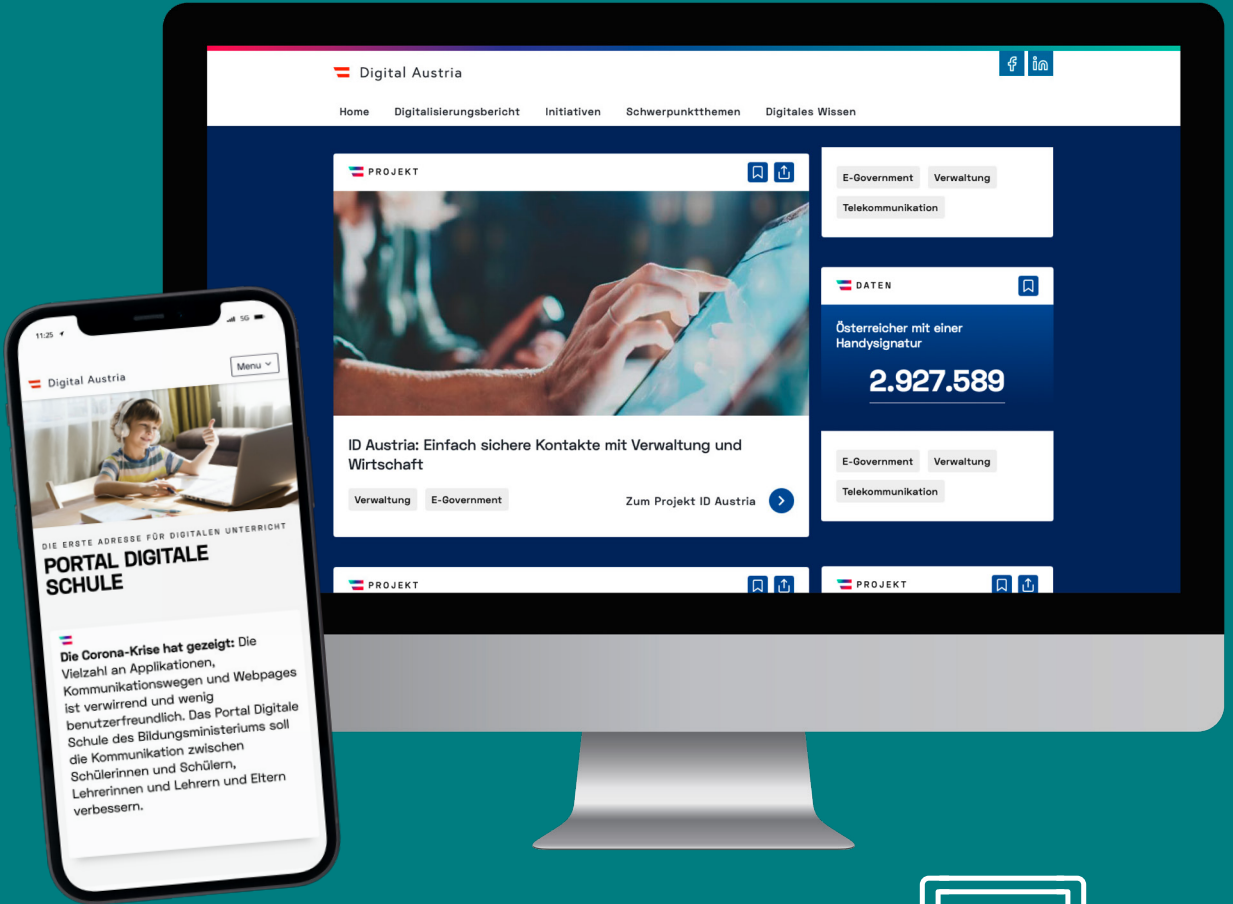 Digital Austria
Home Digitalisierungsbericht Initiativen Schwerpunktthemen Digitales Wissen
PROJEKT
ID Austria: Einfach sichere Kontakte mit Verwaltung und
Wirtschaft
Verwaltung E-Government
Zum Projekt ID Austria
E-Government Verwaltung
Telekommunikation
DATEN
Österreicher mit einer
Handysignatur
2.927.589
E-Government Verwaltung
Telekommunikation
PROJEKT
PROJEKT
11:25
5G
Digital Austria
Menu
DIE ERSTE ADRESSE FÜR DIGITALEN UNTERRICHT
PORTAL DIGITALE
SCHULE
Die Corona-Krise hat gezeigt: Die
Vielzahl an Applikationen,
Kommunikationswegen und Webpages
ist verwirrend und wenig
benutzerfreundlich. Das Portal Digitale
Schule des Bildungsministeriums soll
die Kommunikation zwischen
Schülerinnen und Schülern,
Lehrerinnen und Lehrern und Eltern
verbessern.